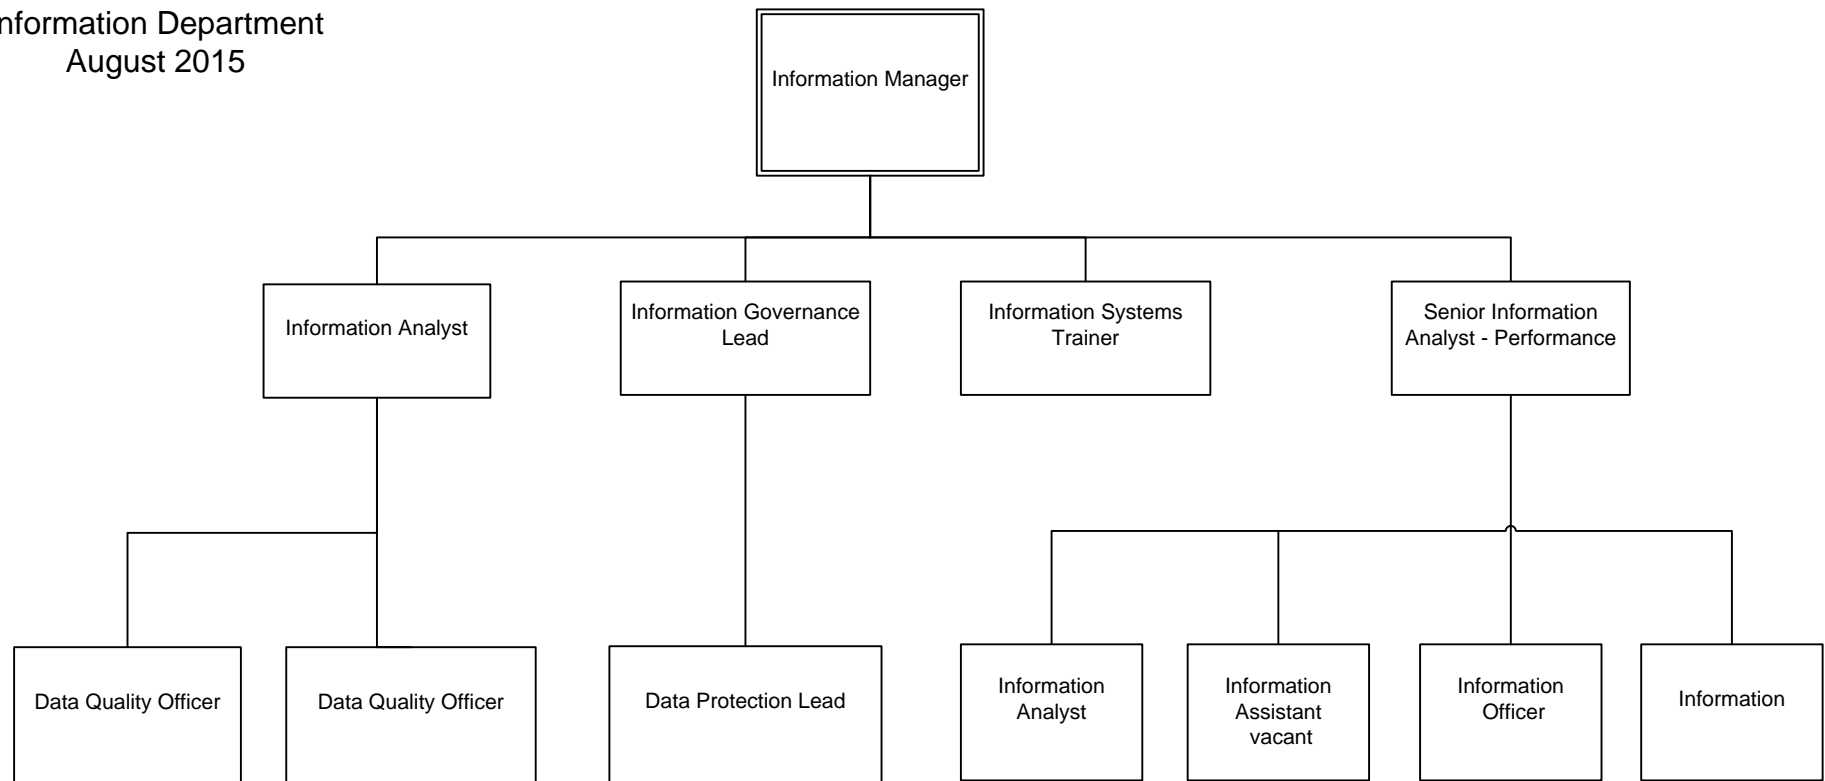 nformation Department
August 2015
Information Manager
Information Analyst
Information Governance
Lead
Information Systems
Trainer
Senior Information
Analyst - Performance
Data Quality Officer
Data Quality Officer
Data Protection Lead
Information
Analyst
Information
Assistant
vacant
Information
Officer
Information